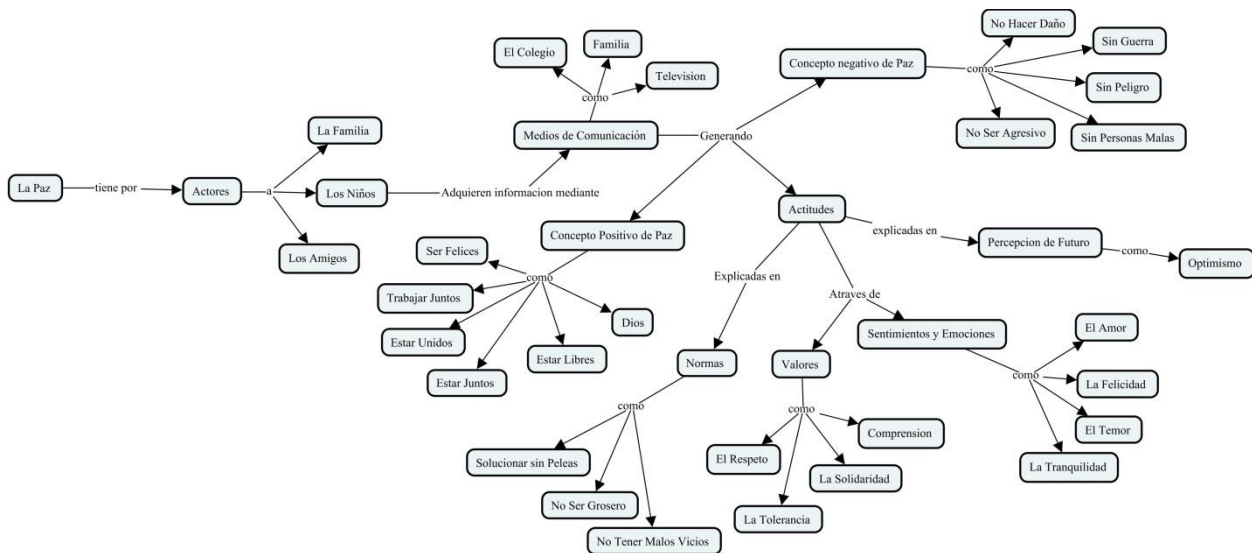 La Paz
tiene por
Actores
a
La Familia
Los Niños
Los Amigos
Adquieren informacion mediante
Medios de Comunicación
como
El Colegio
Familia
Television
Generando
Concepto negativo de Paz
como
No Hacer Daño
Sin Guerra
Sin Peligro
Sin Personas Malas
No Ser Agresivo
Concepto Positivo de Paz
como
Ser Felices
Trabajar Juntos
Estar Unidos
Estar Juntos
Estar Libres
Dios
Actitudes
explicadas en
Percepcion de Futuro
como
Optimismo
Explicadas en
Normas
como
Solucionar sin Peleas
No Ser Grosero
No Tener Malos Vicios
Atraves de
Valores
como
El Respeto
La Tolerancia
La Solidaridad
Comprension
Sentimientos y Emociones
como
El Amor
La Felicidad
El Temor
La Tranquilidad